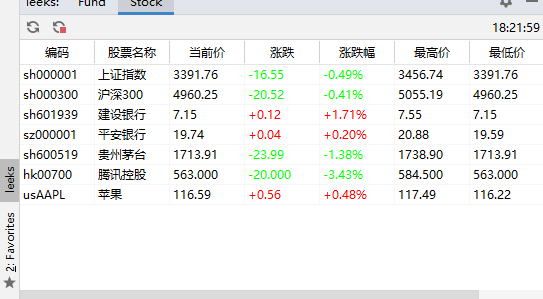 leeks: Fund Stock
18:21:59
编码 股票名称 当前价 涨跌 涨跌幅 最高价 最低价
sh000001 上证指数 3391.76 -16.55 -0.49% 3456.74 3391.76
sh000300 沪深300 4960.25 -20.52 -0.41% 5055.19 4960.25
sh601939 建设银行 7.15 +0.12 +1.71% 7.55 7.15
sz000001 平安银行 19.74 +0.04 +0.20% 20.88 19.59
sh600519 贵州茅台 1713.91 -23.99 -1.38% 1738.90 1713.91
hk00700 腾讯控股 563.000 -20.000 -3.43% 584.500 563.000
usAAPL 苹果 116.59 +0.56 +0.48% 117.49 116.22
leeks
2: Favorites